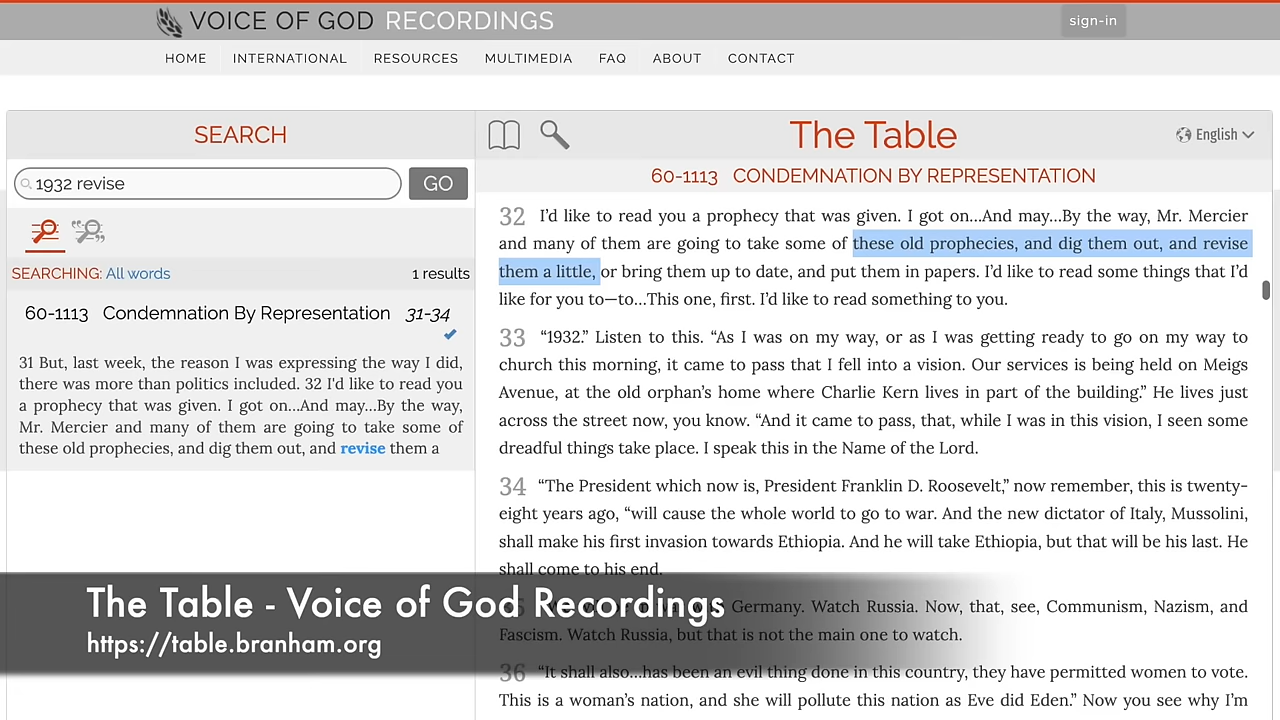 VOICE OF GOD RECORDINGS
sign-in
HOME INTERNATIONAL RESOURCES MULTIMEDIA FAQ ABOUT CONTACT
SEARCH
1932 revise
GO
SEARCHING: All words
1 results
60-1113 Condemnation By Representation 31-34
31 But, last week, the reason I was expressing the way I did,
there was more than politics included. 32 I'd like to read you
a prophecy that was given. I got on...And may...By the way,
Mr. Mercier and many of them are going to take some of
these old prophecies, and dig them out, and revise them a
The Table
English
60-1113 CONDEMNATION BY REPRESENTATION
32 I’d like to read you a prophecy that was given. I got on…And may…By the way, Mr. Mercier
and many of them are going to take some of these old prophecies, and dig them out, and revise
them a little, or bring them up to date, and put them in papers. I’d like to read some things that I’d
like for you to—to…This one, first. I’d like to read something to you.
33 “1932.” Listen to this. “As I was on my way, or as I was getting ready to go on my way to
church this morning, it came to pass that I fell into a vision. Our services is being held on Meigs
Avenue, at the old orphan’s home where Charlie Kern lives in part of the building.” He lives just
across the street now, you know. “And it came to pass, that, while I was in this vision, I seen some
dreadful things take place. I speak this in the Name of the Lord.
34 “The President which now is, President Franklin D. Roosevelt,” now remember, this is twenty-
eight years ago, “will cause the whole world to go to war. And the new dictator of Italy, Mussolini,
shall make his first invasion towards Ethiopia. And he will take Ethiopia, but that will be his last. He
shall come to his end.
Germany. Watch Russia. Now, that, see, Communism, Nazism, and
Fascism. Watch Russia, but that is not the main one to watch.
36 “It shall also…has been an evil thing done in this country, they have permitted women to vote.
This is a woman’s nation, and she will pollute this nation as Eve did Eden.” Now you see why I’m
The Table - Voice of God Recordings
https://table.branham.org